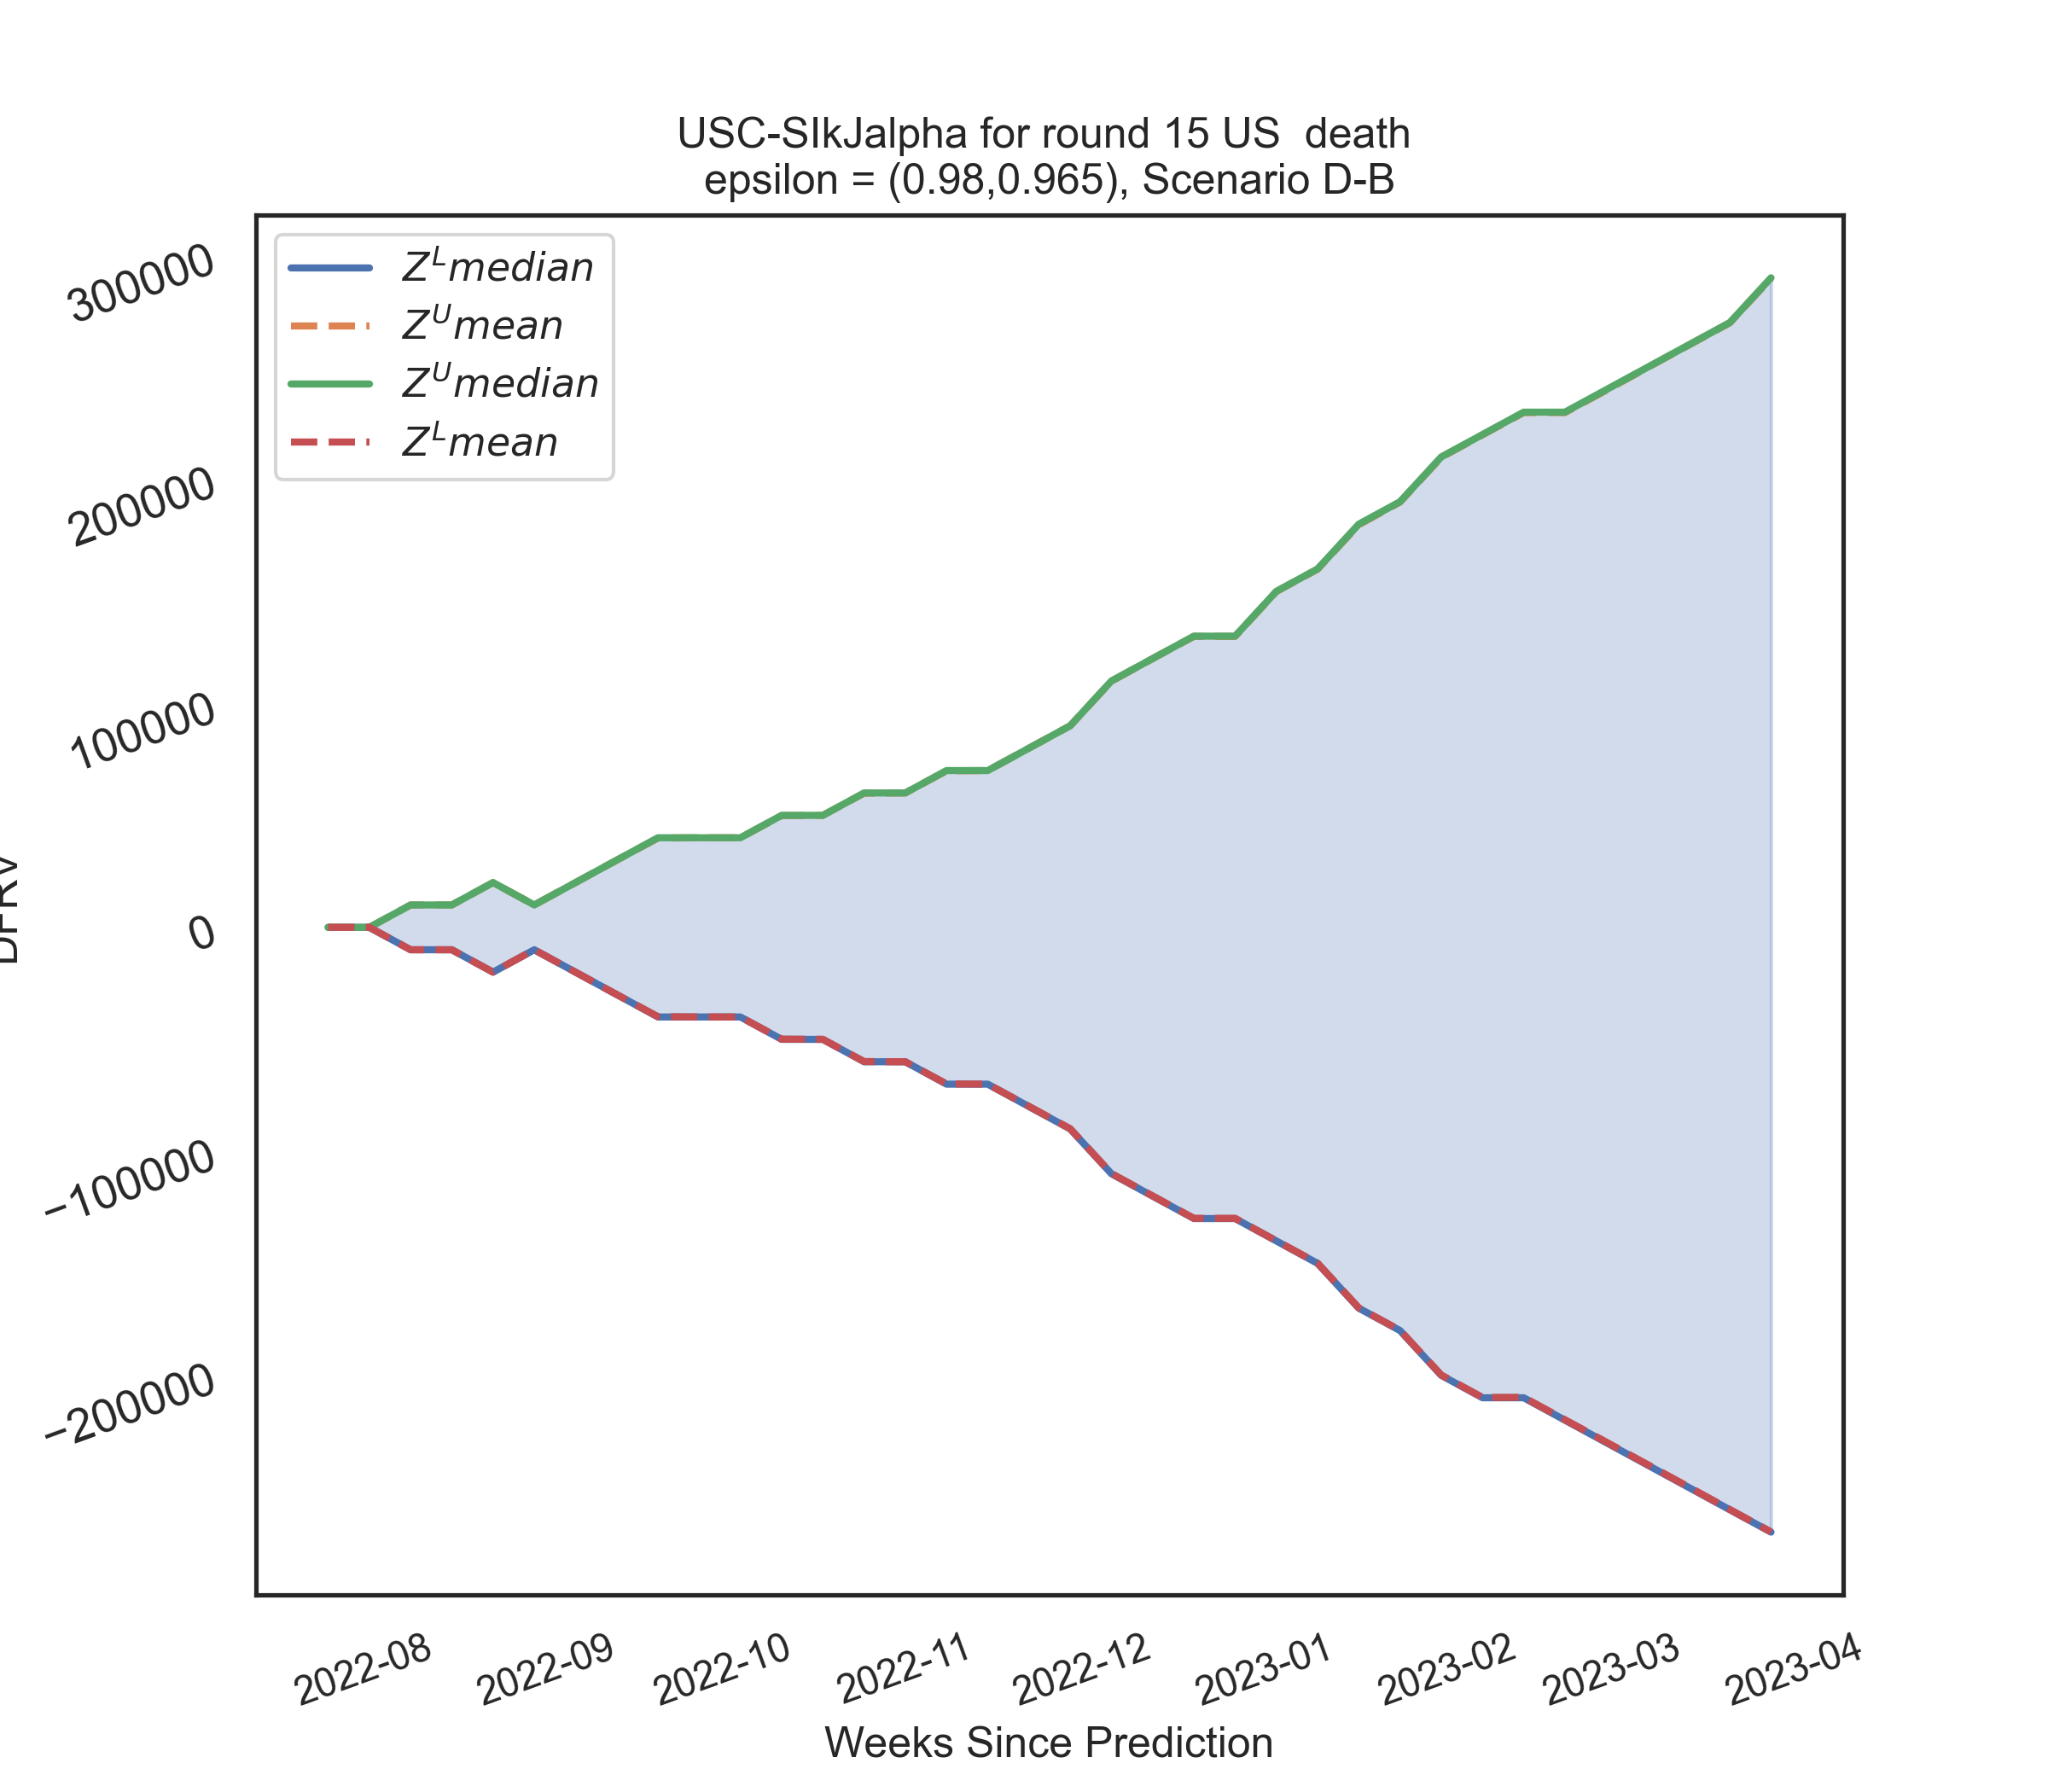 USC-SIkJalpha for round 15 US  death
epsilon = (0.98,0.965), Scenario D-B
Z^L median
Z^U mean
Z^U median
Z^L mean
300000
200000
100000
0
−100000
−200000
2022-08
2022-09
2022-10
2022-11
2022-12
2023-01
2023-02
2023-03
2023-04
Weeks Since Prediction